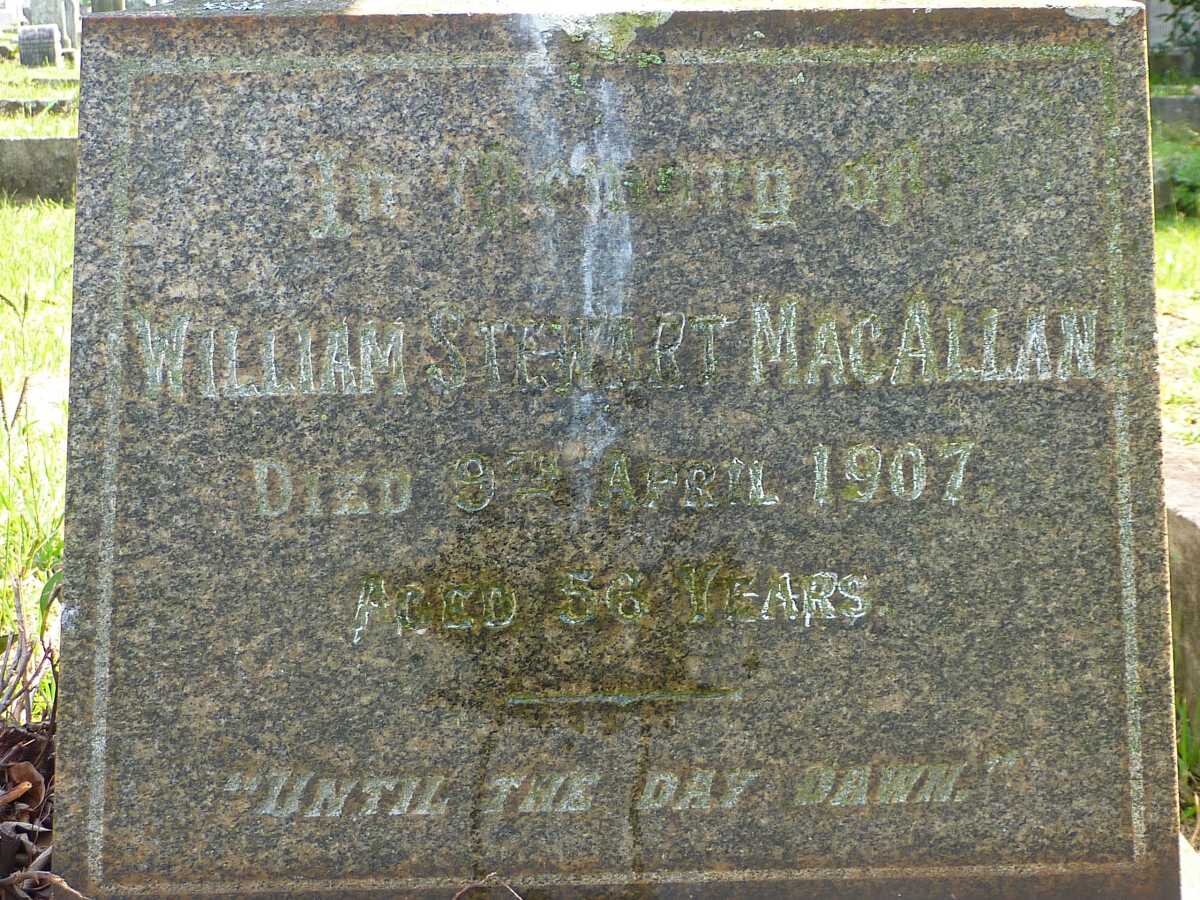 In Memory of
WILLIAM STEWART MACALLAN
DIED 9TH APRIL 1907
AGED 56 YEARS
"UNTIL THE DAY DAWN."